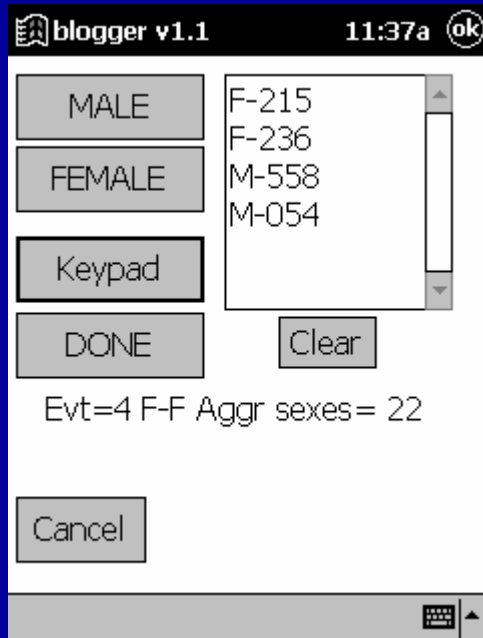 blogger v1.1 11:37a ok
MALE
FEMALE
Keypad
DONE
F-215
F-236
M-558
M-054
Clear
Evt=4 F-F Aggr sexes= 22
Cancel